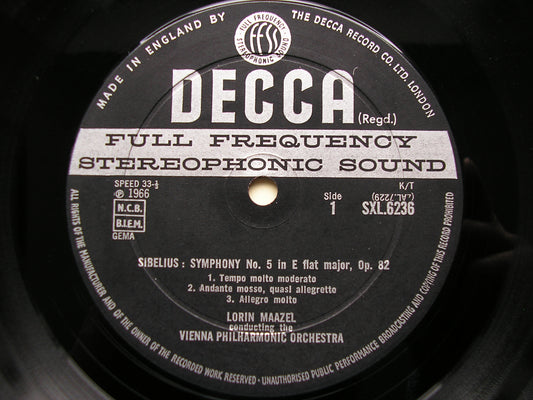 MADE IN ENGLAND BY
THE DECCA RECORD CO. LTD. LONDON
FULL FREQUENCY
ffss
STEREOPHONIC SOUND
DECCA
(Regd.)
FULL FREQUENCY
STEREOPHONIC SOUND
SPEED 33-⅓
℗ 1966
N.C.B.
B.I.E.M.
GEMA
Side
1
K/T
(ZAL.7229)
SXL.6236
SIBELIUS : SYMPHONY No. 5 in E flat major, Op. 82
1. Tempo molto moderato
2. Andante mosso, quasi allegretto
3. Allegro molto
LORIN MAAZEL
conducting the
VIENNA PHILHARMONIC ORCHESTRA
ALL RIGHTS OF THE MANUFACTURER AND OF THE OWNER OF THE RECORDED WORK RESERVED - UNAUTHORISED PUBLIC PERFORMANCE BROADCASTING AND COPYING OF THIS RECORD PROHIBITED